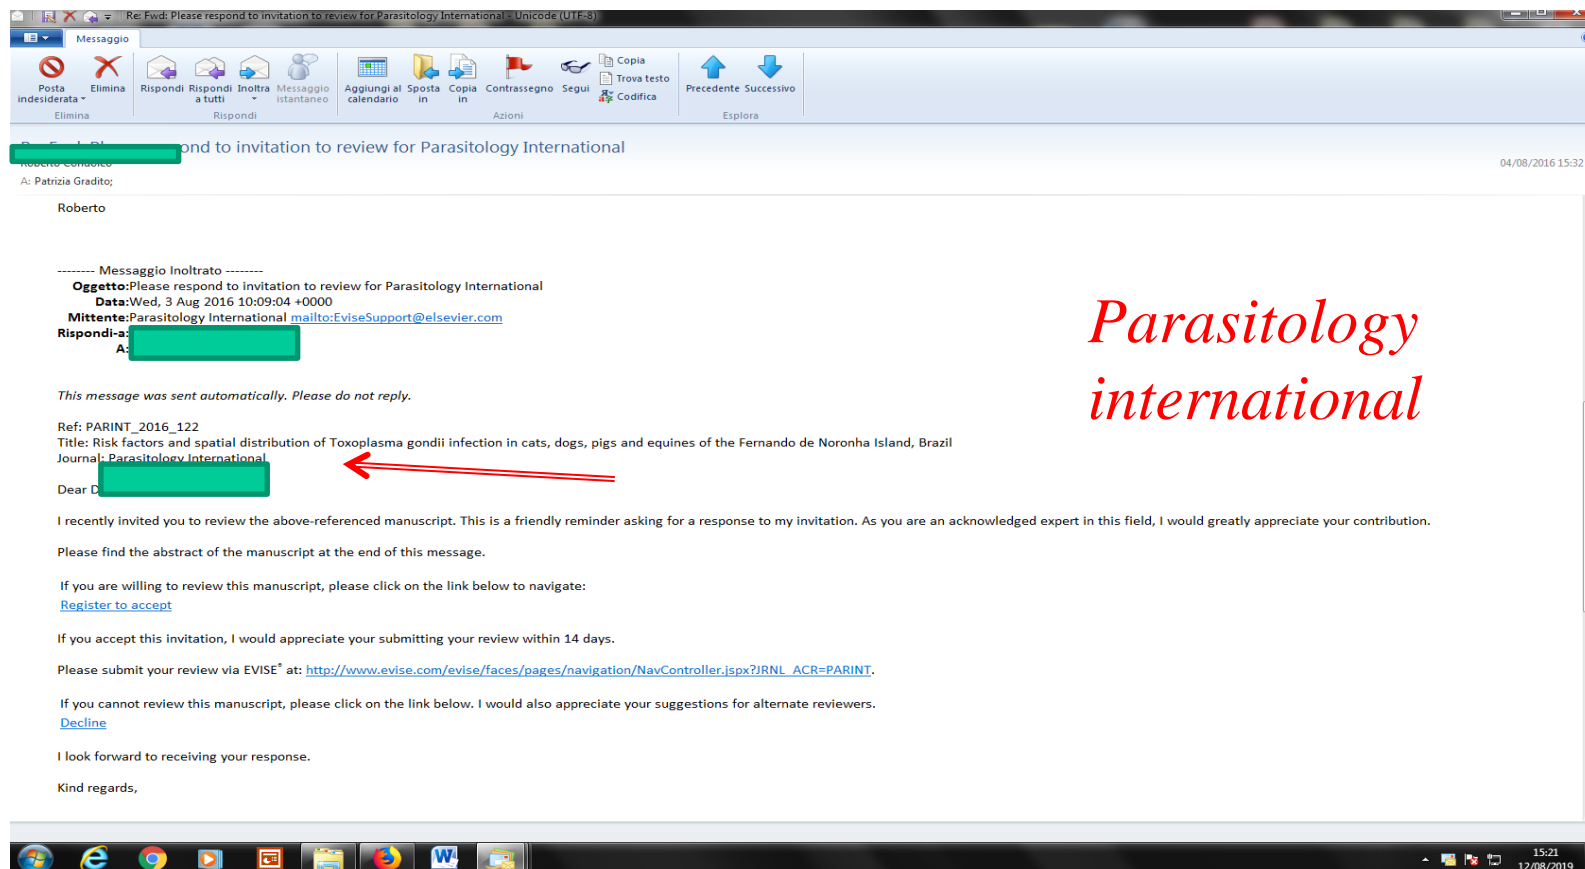 Re: Fwd: Please respond to invitation to review for Parasitology International - Unicode (UTF-8)
Messaggio
Posta indesiderata
Elimina
Rispondi
Rispondi a tutti
Inoltra
Messaggio istantaneo
Aggiungi al calendario
Sposta in
Copia in
Contrassegno
Segui
Copia
Trova testo
Codifica
Precedente
Successivo
Elimina
Rispondi
Azioni
Esplora
ond to invitation to review for Parasitology International
04/08/2016 15:32
A: Patrizia Gradito;
Roberto
-------- Messaggio Inoltrato --------
Oggetto:Please respond to invitation to review for Parasitology International
Data:Wed, 3 Aug 2016 10:09:04 +0000
Mittente:Parasitology International mailto:EviseSupport@elsevier.com
Rispondi-a:
A:
Parasitology
international
This message was sent automatically. Please do not reply.
Ref: PARINT_2016_122
Title: Risk factors and spatial distribution of Toxoplasma gondii infection in cats, dogs, pigs and equines of the Fernando de Noronha Island, Brazil
Journal: Parasitology International
Dear D
I recently invited you to review the above-referenced manuscript. This is a friendly reminder asking for a response to my invitation. As you are an acknowledged expert in this field, I would greatly appreciate your contribution.
Please find the abstract of the manuscript at the end of this message.
If you are willing to review this manuscript, please click on the link below to navigate:
Register to accept
If you accept this invitation, I would appreciate your submitting your review within 14 days.
Please submit your review via EVISE® at: http://www.evise.com/evise/faces/pages/navigation/NavController.jspx?JRNL_ACR=PARINT.
If you cannot review this manuscript, please click on the link below. I would also appreciate your suggestions for alternate reviewers.
Decline
I look forward to receiving your response.
Kind regards,
15:21
12/08/2019